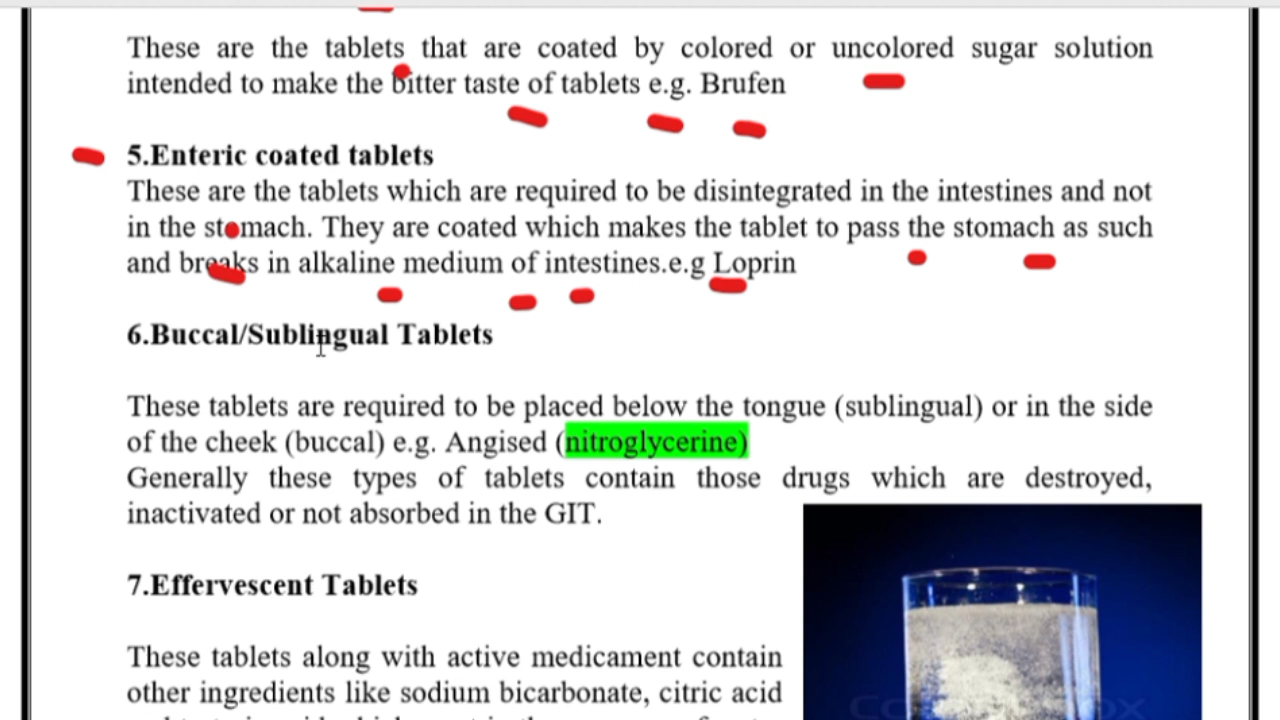 These are the tablets that are coated by colored or uncolored sugar solution
intended to make the bitter taste of tablets e.g. Brufen
5.Enteric coated tablets
These are the tablets which are required to be disintegrated in the intestines and not
in the stomach. They are coated which makes the tablet to pass the stomach as such
and breaks in alkaline medium of intestines.e.g Loprin
6.Buccal/Sublingual Tablets
These tablets are required to be placed below the tongue (sublingual) or in the side
of the cheek (buccal) e.g. Angised (nitroglycerine)
Generally these types of tablets contain those drugs which are destroyed,
inactivated or not absorbed in the GIT.
7.Effervescent Tablets
These tablets along with active medicament contain
other ingredients like sodium bicarbonate, citric acid